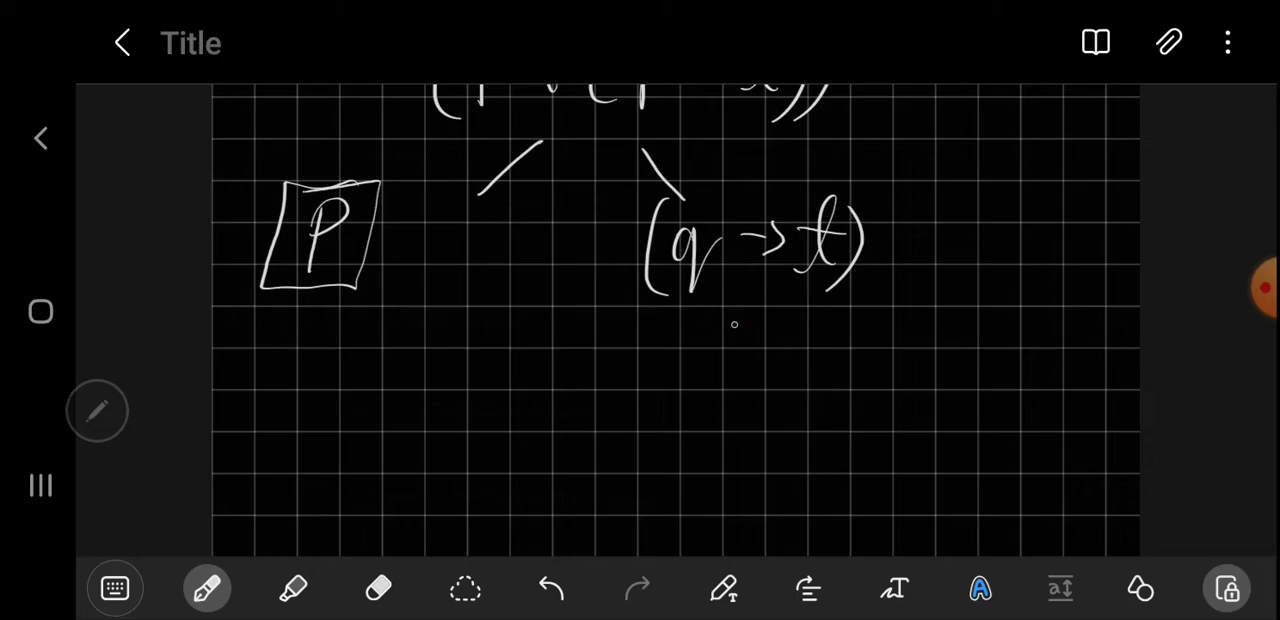 Title
P
(q → t)